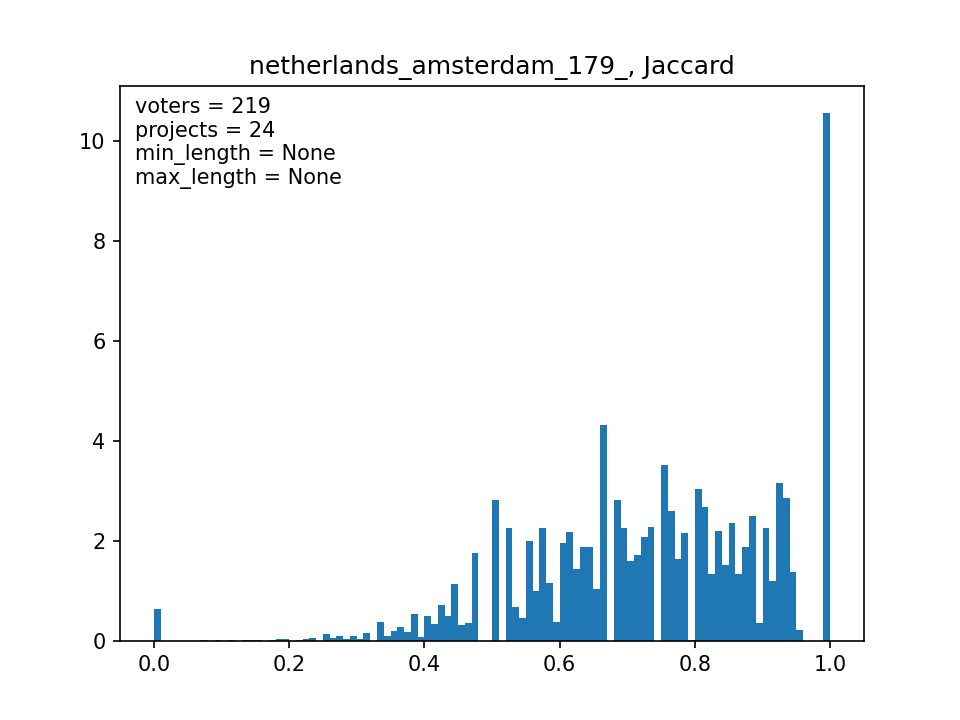 netherlands_amsterdam_179_, Jaccard
voters = 219
projects = 24
min_length = None
max_length = None
10
8
6
4
2
0
0.0 0.2 0.4 0.6 0.8 1.0